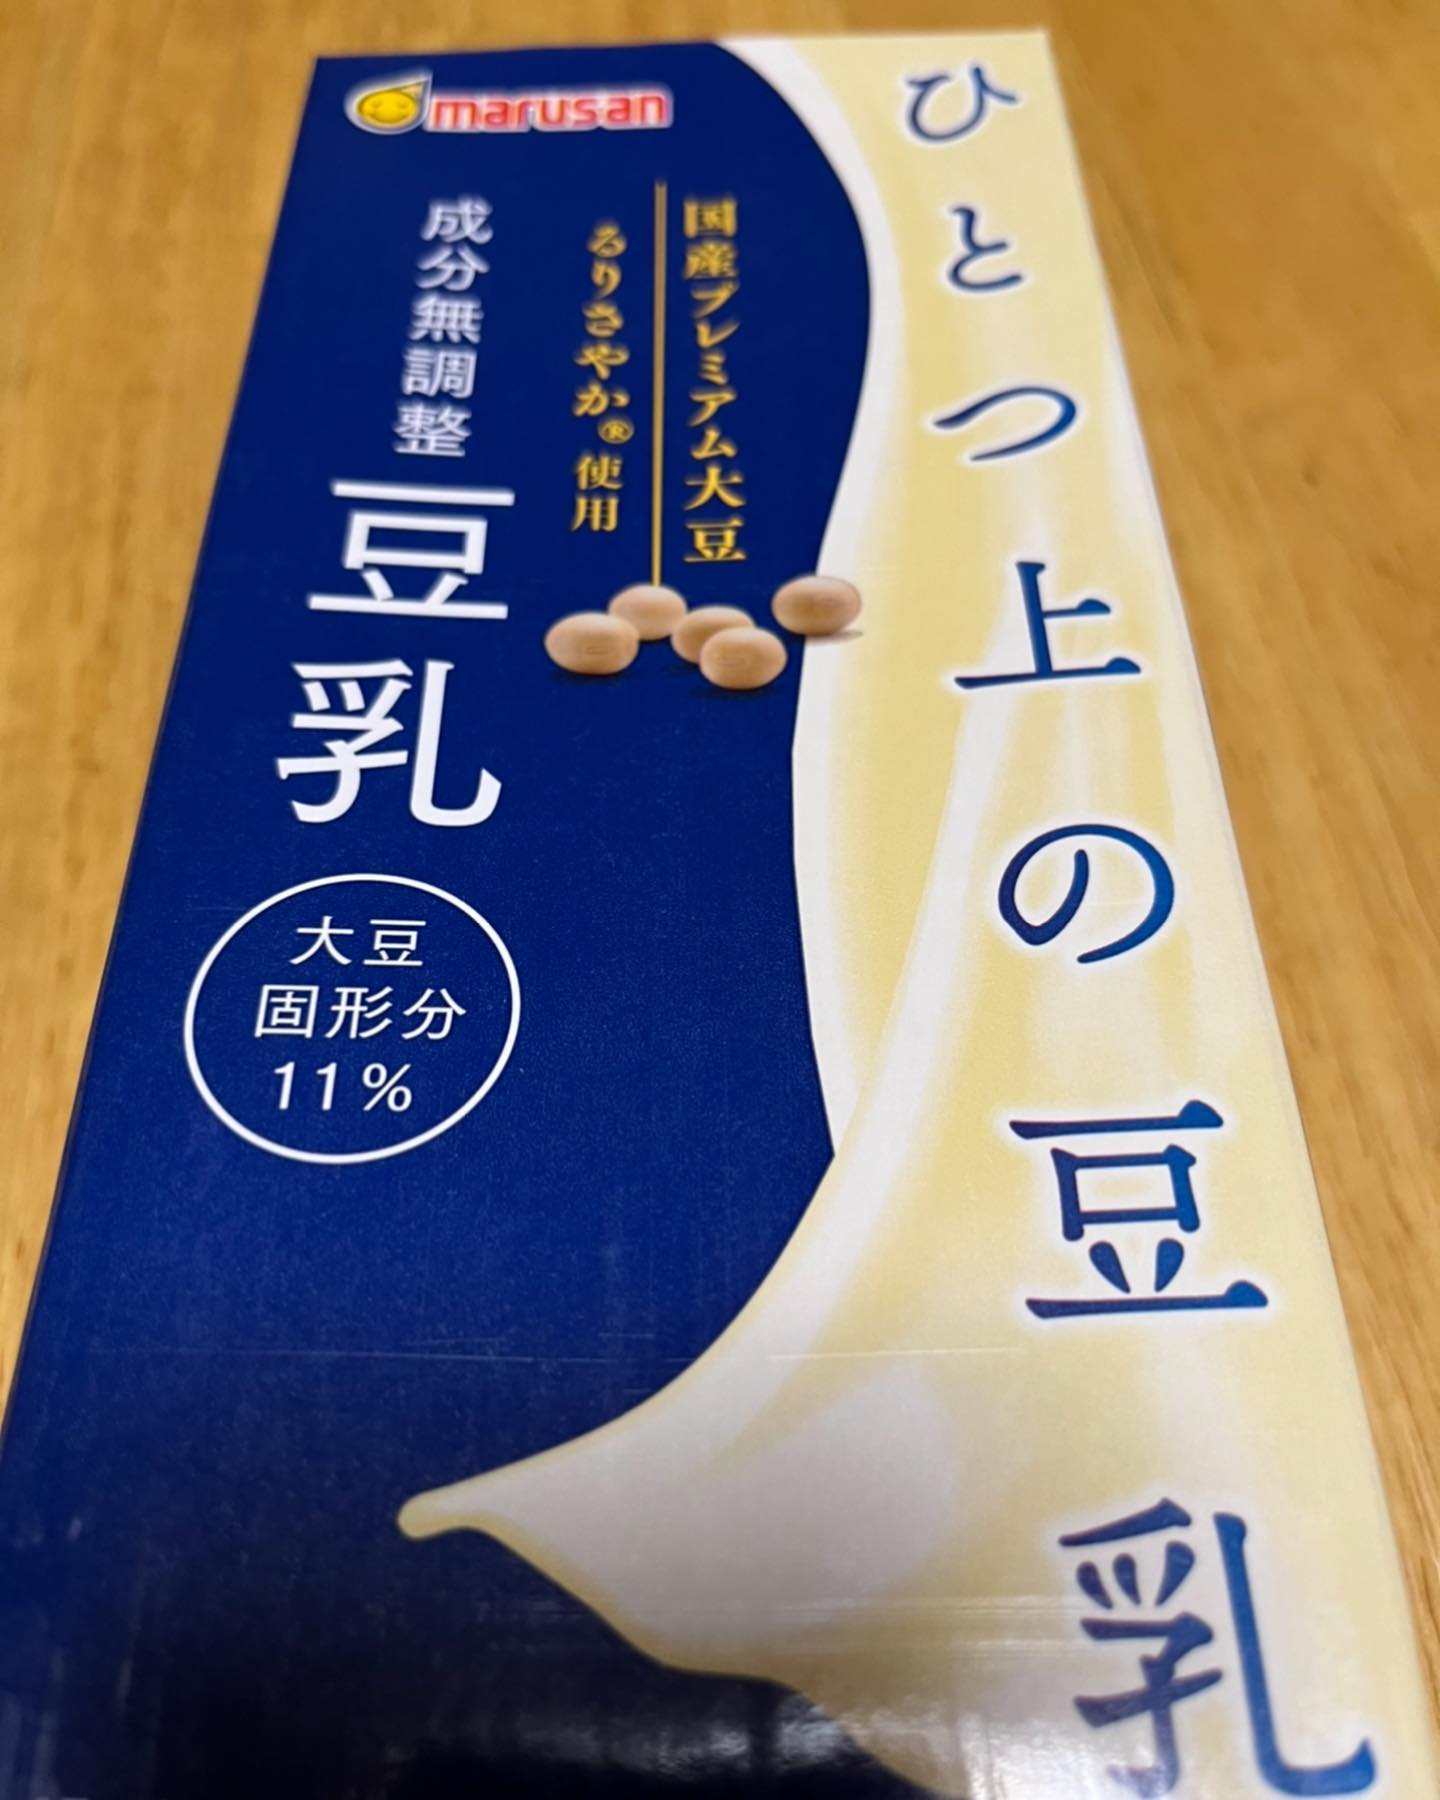 marusan
ひとつ上の豆乳
国産プレミアム大豆
るりさやか®使用
成分無調整
豆乳
大豆
固形分
11%